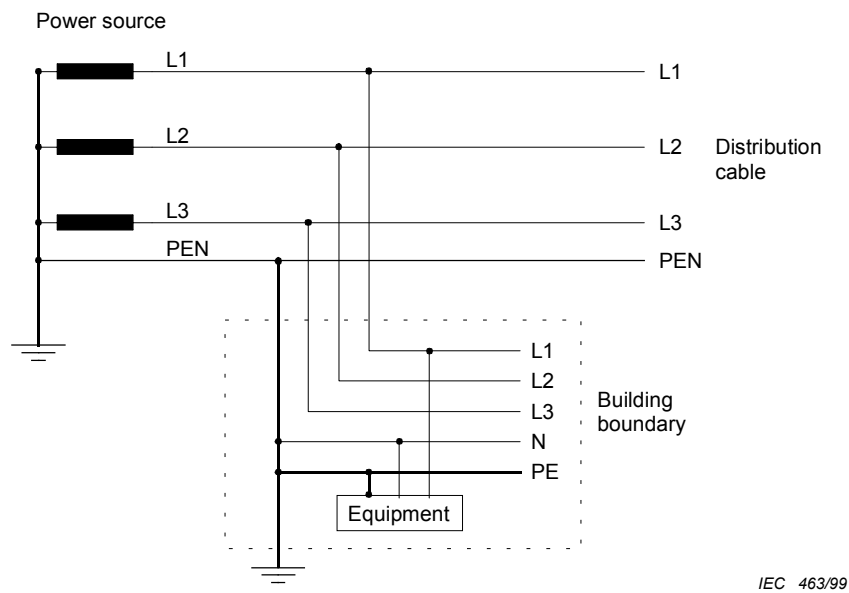 Power source
L1
L1
L2
L2
Distribution
cable
L3
L3
PEN
PEN
L1
L2
L3
Building
boundary
N
PE
Equipment
IEC 463/99